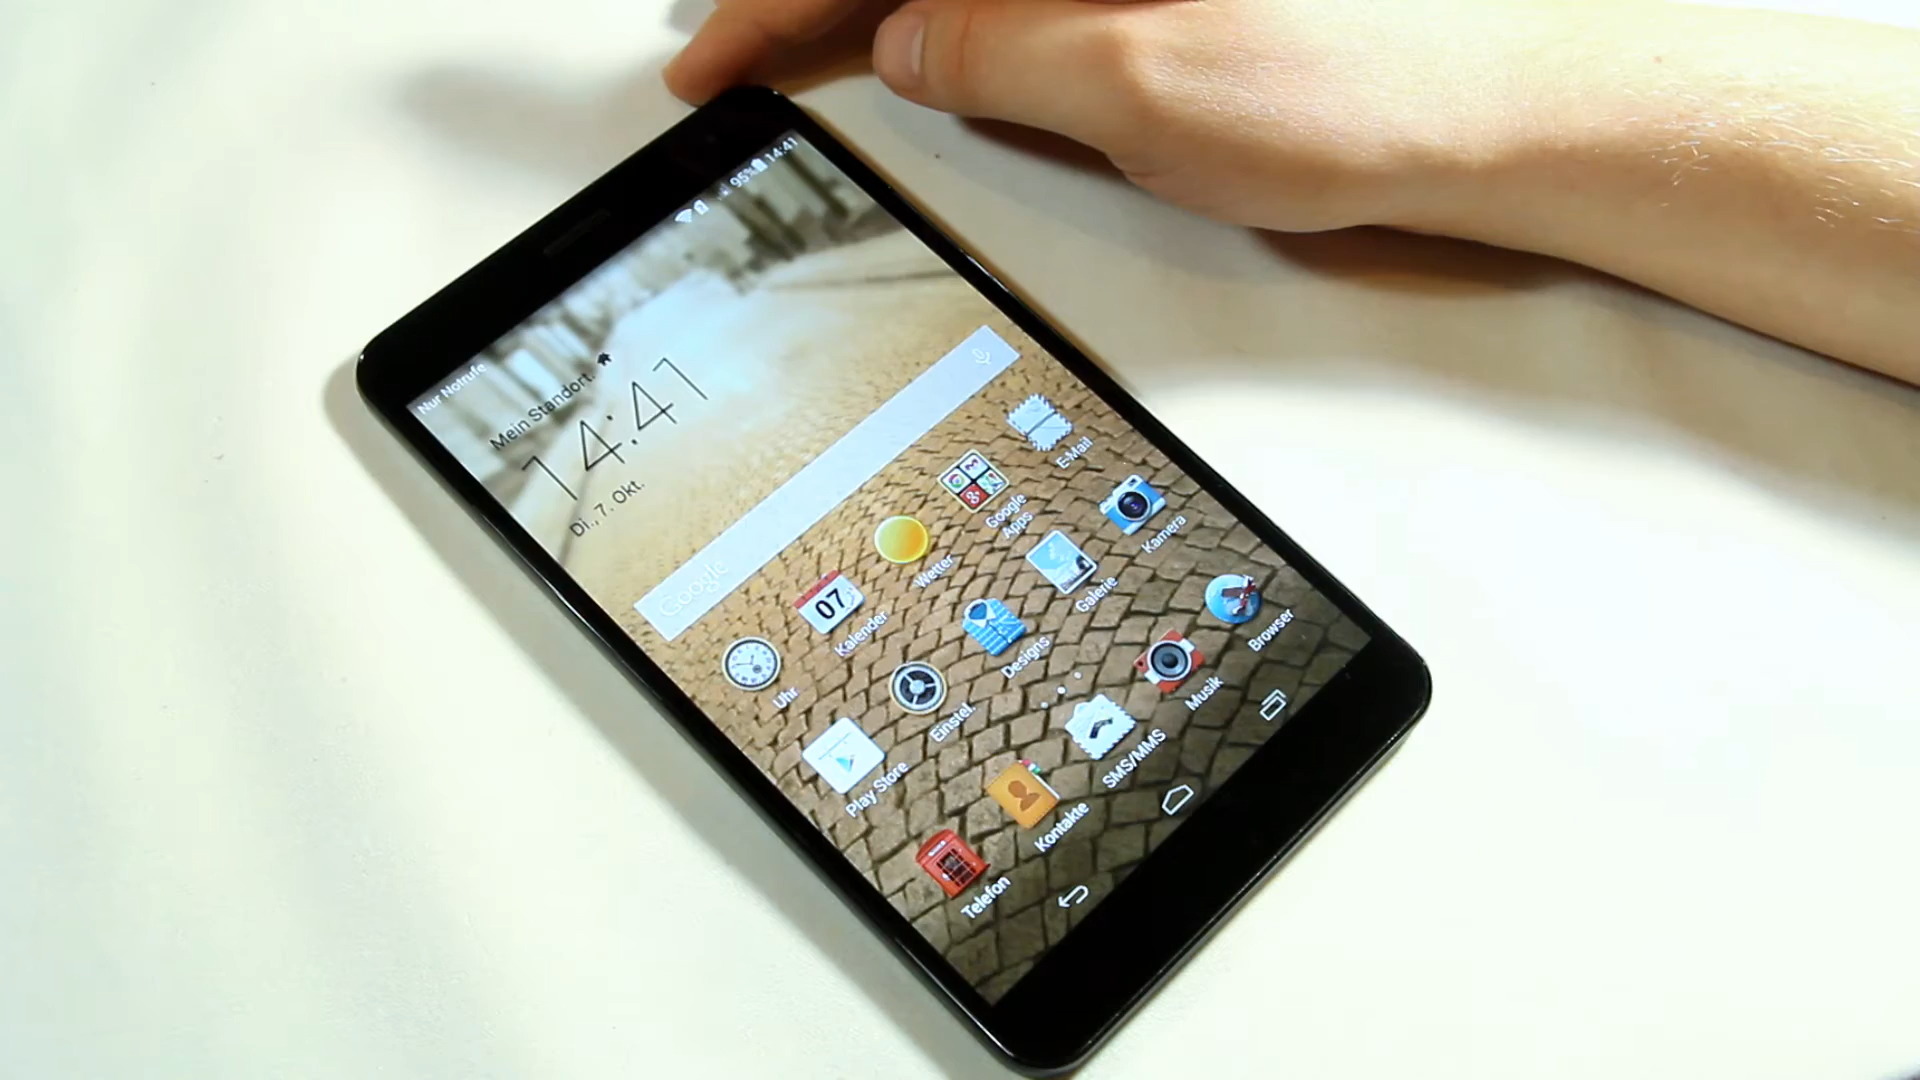 95% 14:41
Nur Notrufe
Mein Standort.
14:41
Di., 7. Okt.
Google
E-Mail
Google
Apps
Wetter
07
Kalender
Uhr
Kamera
Galerie
Designs
Einstel.
Play Store
Browser
Musik
SMS/MMS
Kontakte
Telefon